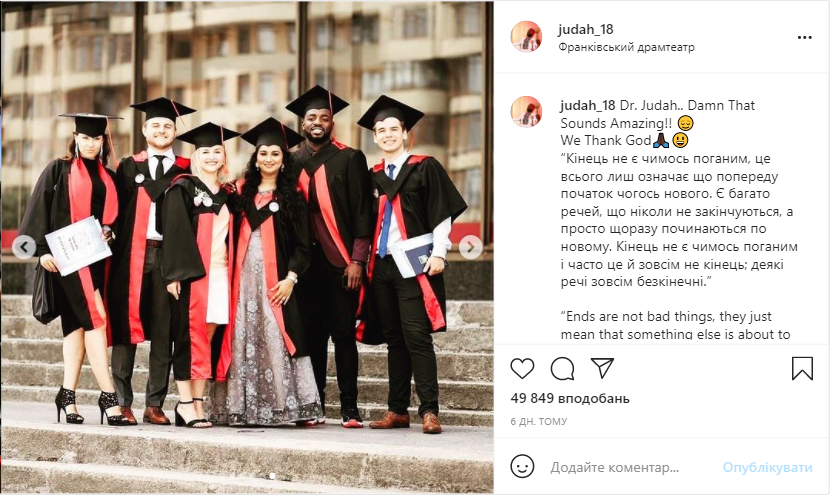 judah_18
Франківський драмтеатр
judah_18 Dr. Judah.. Damn That
Sounds Amazing!! 😌
We Thank God🙏🏿😃
“Кінець не є чимось поганим, це
всього лиш означає що попереду
початок чогось нового. Є багато
речей, що ніколи не закінчуються, а
просто щоразу починаються по
новому. Кінець не є чимось поганим
і часто це й зовсім не кінець; деякі
речі зовсім безкінечні.”
“Ends are not bad things, they just
mean that something else is about to
49 849 вподобань
6 ДН. ТОМУ
Додайте коментар...
Опублікувати